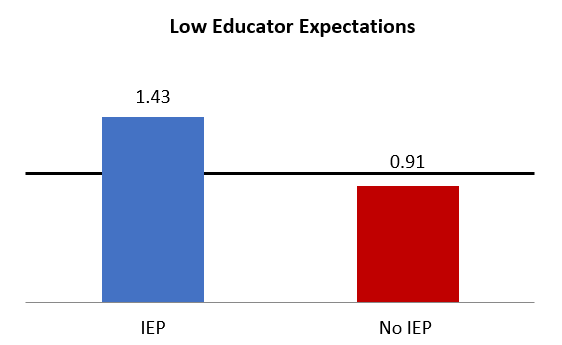 Low Educator Expectations
1.43
0.91
IEP
No IEP